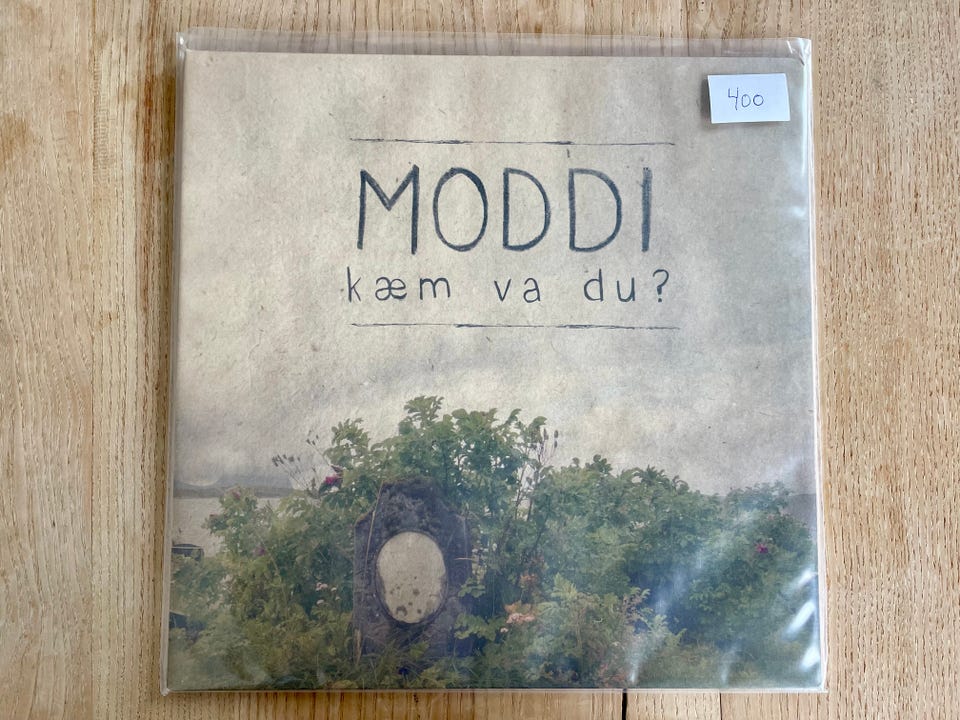 400
MODDI
kæm va du?